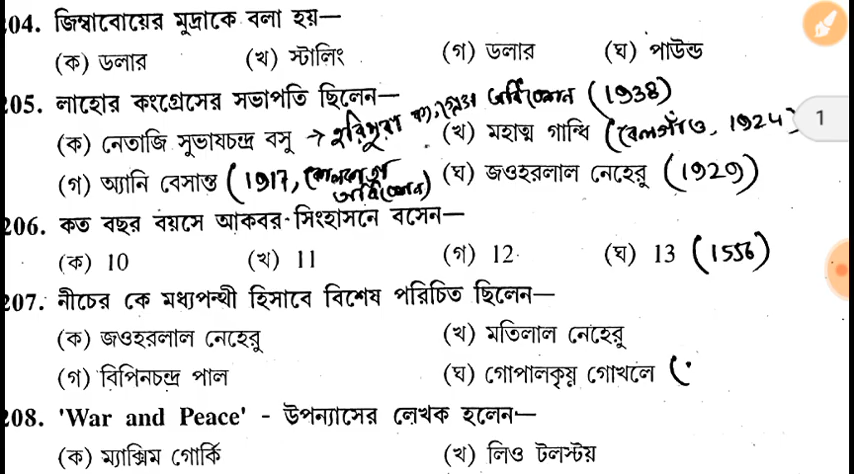 204. জিম্বাবোয়ের মুদ্রাকে বলা হয়—
(ক) ডলার (খ) স্টালিং (গ) ডলার (ঘ) পাউন্ড
205. লাহোর কংগ্রেসের সভাপতি ছিলেন—
(ক) নেতাজি সুভাষচন্দ্র বসু → হরিপুরা কংগ্রেস অধিবেশন (1938) (খ) মহাত্ম গান্ধি (বেলগাঁও, 1924)
1
(গ) অ্যানি বেসান্ত (1917, কোলকাতা অধিবেশন) (ঘ) জওহরলাল নেহেরু (1929)
206. কত বছর বয়সে আকবর সিংহাসনে বসেন—
(ক) 10 (খ) 11 (গ) 12 (ঘ) 13 (1556)
207. নীচের কে মধ্যপন্থী হিসাবে বিশেষ পরিচিত ছিলেন—
(ক) জওহরলাল নেহেরু (খ) মতিলাল নেহেরু
(গ) বিপিনচন্দ্র পাল (ঘ) গোপালকৃষ্ণ গোখলে (
208. 'War and Peace' - উপন্যাসের লেখক হলেন—
(ক) ম্যাক্সিম গোর্কি (খ) লিও টলস্টয়